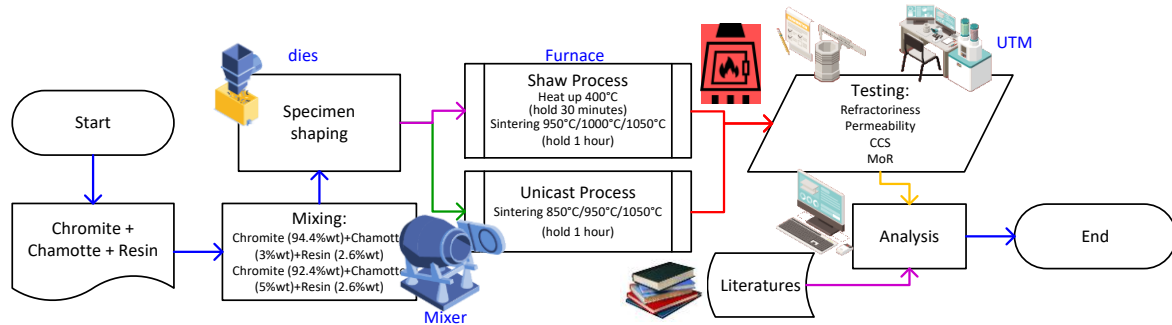 Start
Chromite +
Chamotte + Resin
Mixing:
Chromite (94.4%wt)+Chamotte
(3%wt)+Resin (2.6%wt)
Chromite (92.4%wt)+Chamotte
(5%wt)+Resin (2.6%wt)
Mixer
dies
Specimen
shaping
Furnace
Shaw Process
Heat up 400°C
(hold 30 minutes)
Sintering 950°C/1000°C/1050°C
(hold 1 hour)
Unicast Process
Sintering 850°C/950°C/1050°C
(hold 1 hour)
UTM
Testing:
Refractoriness
Permeability
CCS
MoR
Literatures
Analysis
End